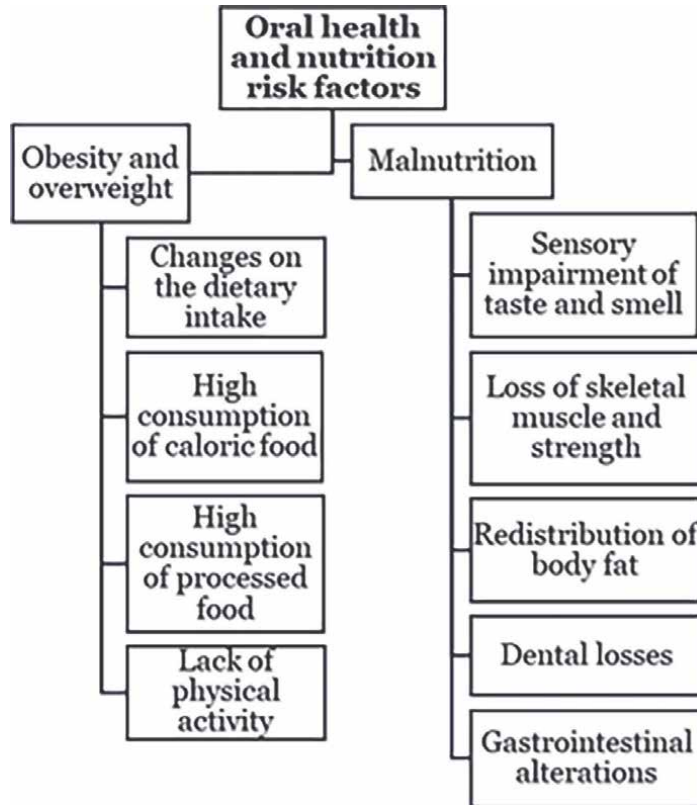 Oral health
and nutrition
risk factors
Obesity and
overweight
Changes on
the dietary
intake
High
consumption
of caloric food
High
consumption
of processed
food
Lack of
physical
activity
Malnutrition
Sensory
impairment of
taste and smell
Loss of skeletal
muscle and
strength
Redistribution of
body fat
Dental losses
Gastrointestinal
alterations